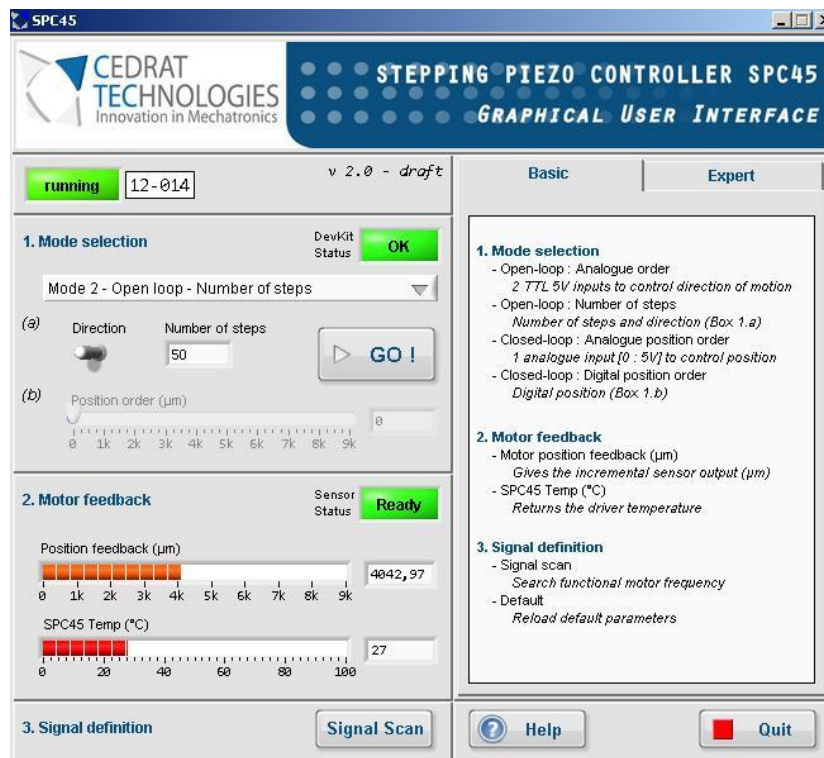 SPC45
CEDRAT
TECHNOLOGIES
Innovation in Mechatronics
STEPPING PIEZO CONTROLLER SPC45
GRAPHICAL USER INTERFACE
running
12-014
v 2.0 - draft
1. Mode selection
DevKit
Status
OK
Mode 2 - Open loop - Number of steps
(a)
Direction
Number of steps
50
GO !
(b)
Position order (µm)
0 1k 2k 3k 4k 5k 6k 7k 8k 9k
0
2. Motor feedback
Sensor
Status
Ready
Position feedback (µm)
4042,97
0 1k 2k 3k 4k 5k 6k 7k 8k 9k
SPC45 Temp (°C)
27
0 20 40 60 80 100
3. Signal definition
Signal Scan
Basic
Expert
1. Mode selection
- Open-loop : Analogue order
2 TTL 5V inputs to control direction of motion
- Open-loop : Number of steps
Number of steps and direction (Box 1.a)
- Closed-loop : Analogue position order
1 analogue input [0 : 5V] to control position
- Closed-loop : Digital position order
Digital position (Box 1.b)
2. Motor feedback
- Motor position feedback (µm)
Gives the incremental sensor output (µm)
- SPC45 Temp (°C)
Returns the driver temperature
3. Signal definition
- Signal scan
Search functional motor frequency
- Default
Reload default parameters
Help
Quit